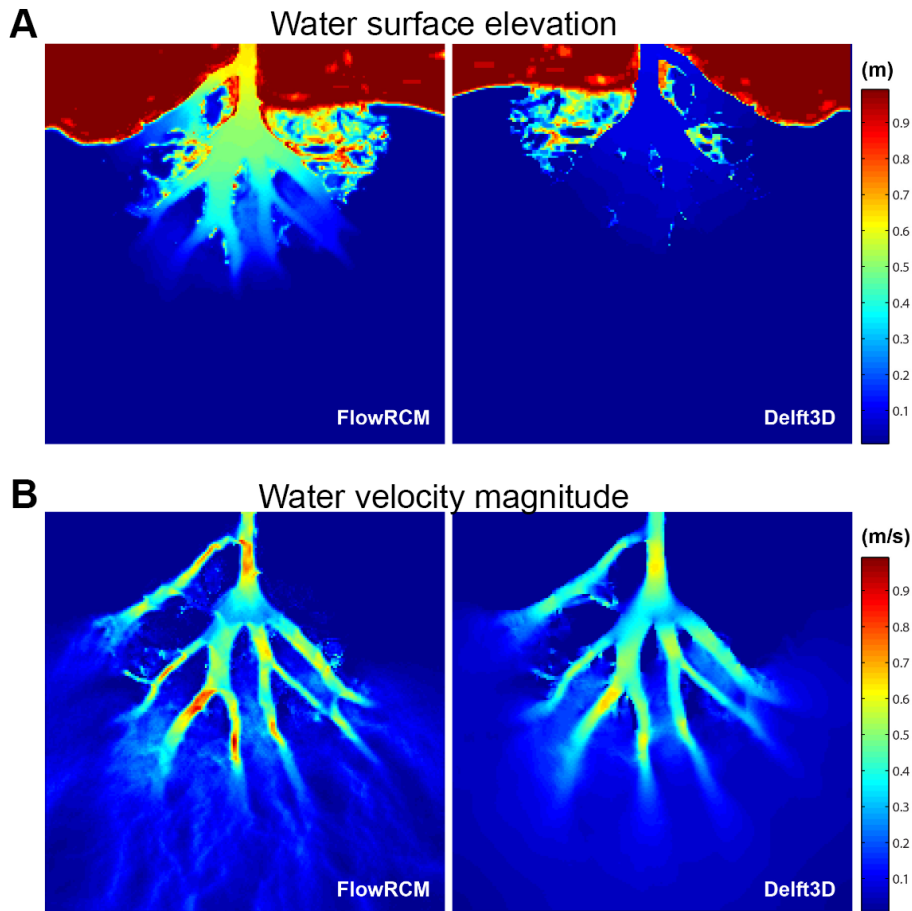 A
Water surface elevation
(m)
0.9
0.8
0.7
0.6
0.5
0.4
0.3
0.2
0.1
FlowRCM
Delft3D
B
Water velocity magnitude
(m/s)
0.9
0.8
0.7
0.6
0.5
0.4
0.3
0.2
0.1
FlowRCM
Delft3D